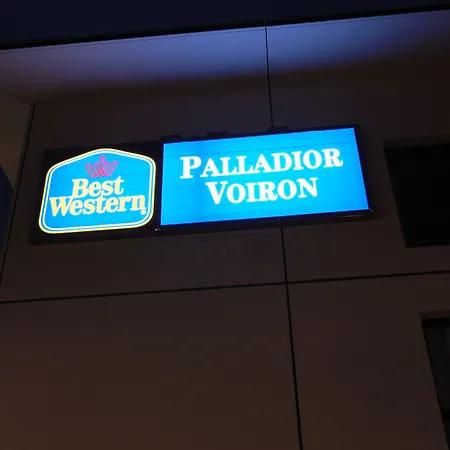 Best
Western
PALLADIOR
VOIRON